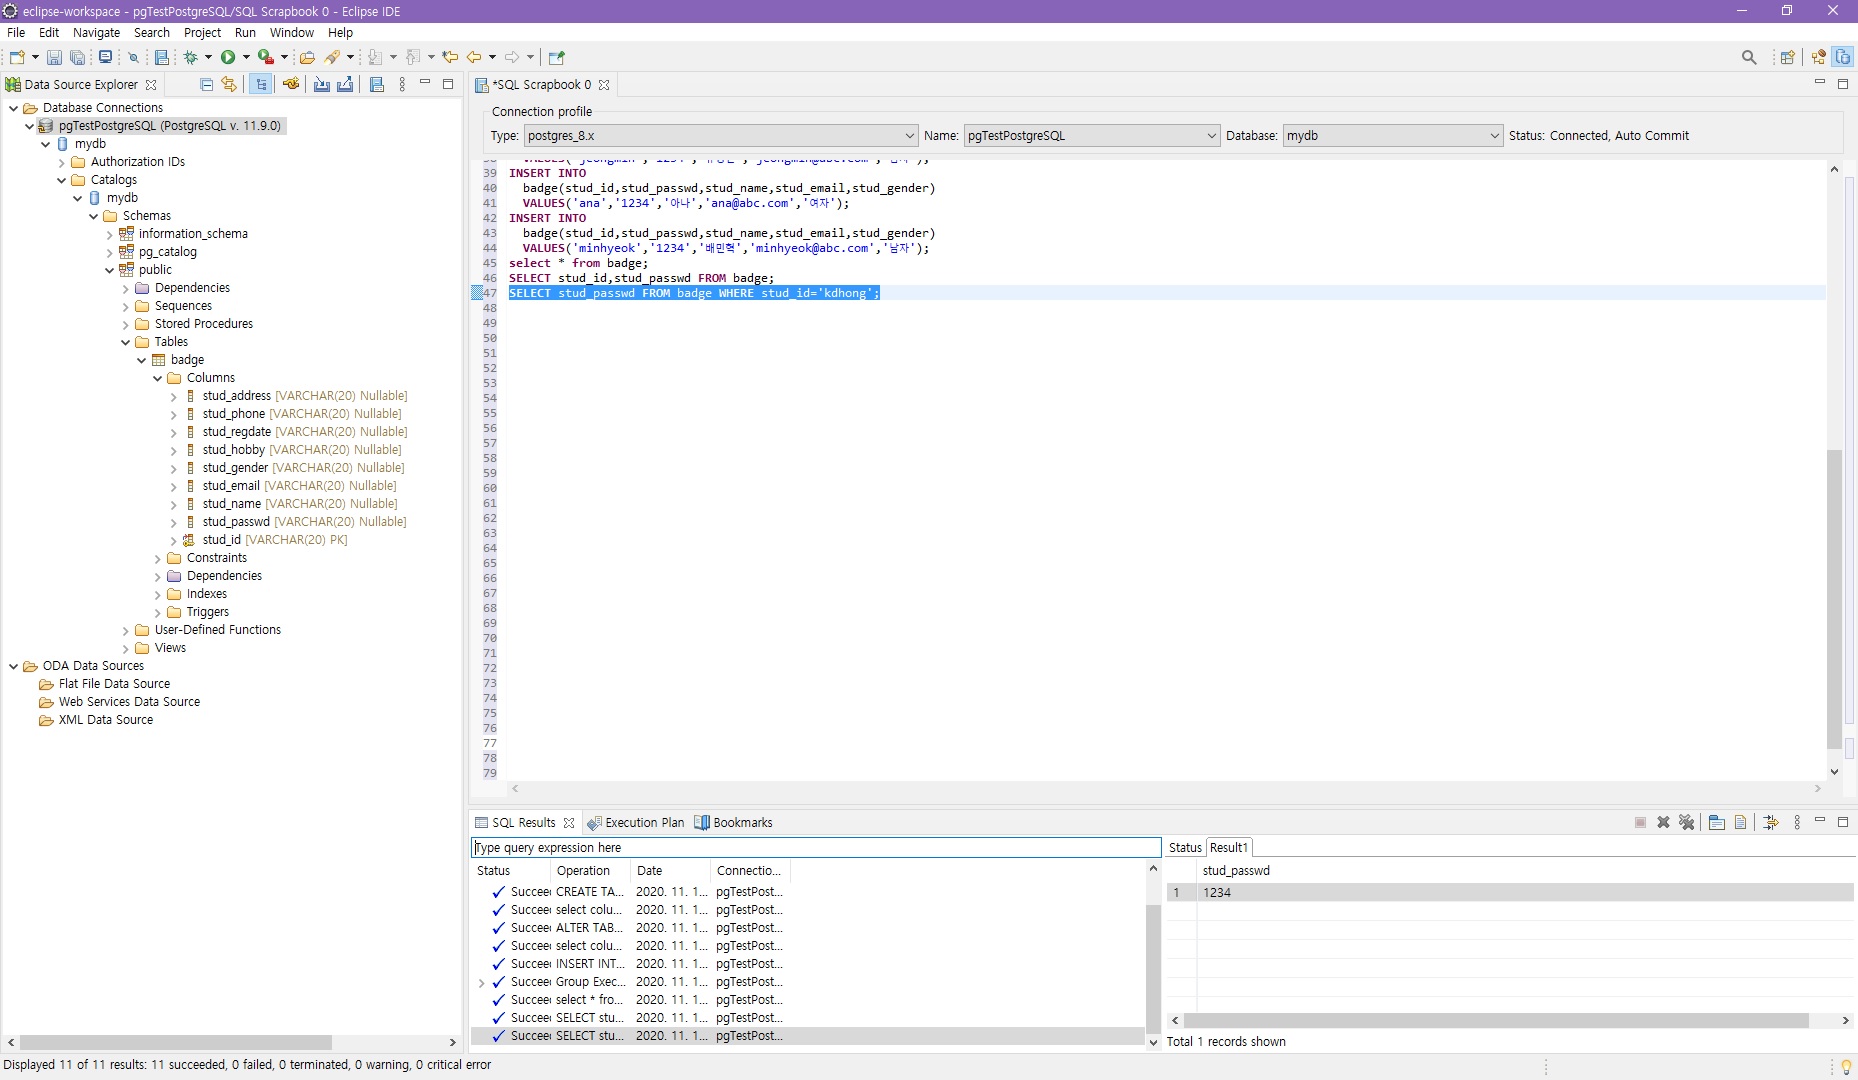 eclipse-workspace - pgTestPostgreSQL/SQL Scrapbook 0 - Eclipse IDE
File Edit Navigate Search Project Run Window Help
Data Source Explorer
Database Connections
pgTestPostgreSQL (PostgreSQL v. 11.9.0)
mydb
Authorization IDs
Catalogs
mydb
Schemas
information_schema
pg_catalog
public
Dependencies
Sequences
Stored Procedures
Tables
badge
Columns
stud_address [VARCHAR(20) Nullable]
stud_phone [VARCHAR(20) Nullable]
stud_regdate [VARCHAR(20) Nullable]
stud_hobby [VARCHAR(20) Nullable]
stud_gender [VARCHAR(20) Nullable]
stud_email [VARCHAR(20) Nullable]
stud_name [VARCHAR(20) Nullable]
stud_passwd [VARCHAR(20) Nullable]
stud_id [VARCHAR(20) PK]
Constraints
Dependencies
Indexes
Triggers
User-Defined Functions
Views
ODA Data Sources
Flat File Data Source
Web Services Data Source
XML Data Source
*SQL Scrapbook 0
Connection profile
Type: postgres_8.x Name: pgTestPostgreSQL Database: mydb Status: Connected, Auto Commit
39 INSERT INTO
40 badge(stud_id,stud_passwd,stud_name,stud_email,stud_gender)
41 VALUES('ana','1234','아나','ana@abc.com','여자');
42 INSERT INTO
43 badge(stud_id,stud_passwd,stud_name,stud_email,stud_gender)
44 VALUES('minhyeok','1234','배민혁','minhyeok@abc.com','남자');
45 select * from badge;
46 SELECT stud_id,stud_passwd FROM badge;
47 SELECT stud_passwd FROM badge WHERE stud_id='kdhong';
48
49
50
51
52
53
54
55
56
57
58
59
60
61
62
63
64
65
66
67
68
69
70
71
72
73
74
75
76
77
78
79
SQL Results Execution Plan Bookmarks
Type query expression here
Status Operation Date Connectio...
Succee CREATE TA... 2020. 11. 1... pgTestPost...
Succee select colu... 2020. 11. 1... pgTestPost...
Succee ALTER TAB... 2020. 11. 1... pgTestPost...
Succee select colu... 2020. 11. 1... pgTestPost...
Succee INSERT INT... 2020. 11. 1... pgTestPost...
Succee Group Exec... 2020. 11. 1... pgTestPost...
Succee select * fro... 2020. 11. 1... pgTestPost...
Succee SELECT stu... 2020. 11. 1... pgTestPost...
Succee SELECT stu... 2020. 11. 1... pgTestPost...
Status Result1
stud_passwd
1 1234
Total 1 records shown
Displayed 11 of 11 results: 11 succeeded, 0 failed, 0 terminated, 0 warning, 0 critical error